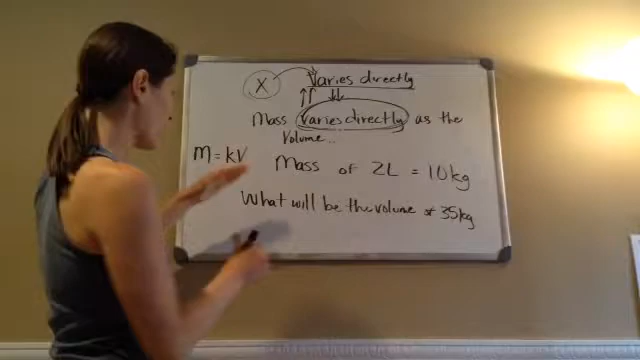 X Varies directly
Mass varies directly as the
Volume..
M = kV
Mass of 2L = 10kg
What will be the volume of 35kg